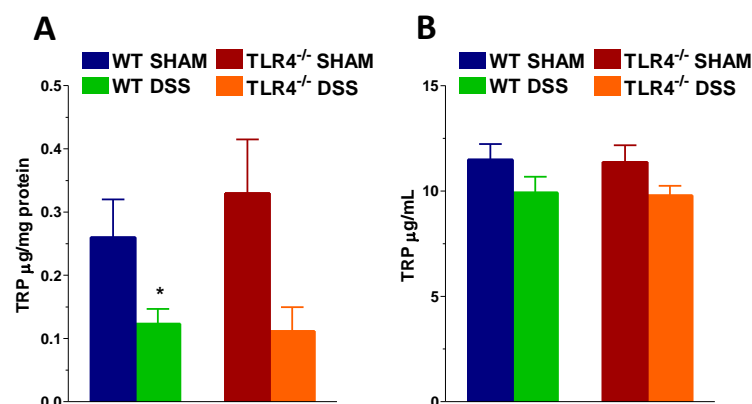 A
WT SHAM TLR4-/- SHAM
WT DSS TLR4-/- DSS
TRP µg/mg protein
0.5
0.4
0.3
0.2
0.1
0.0
*
B
WT SHAM TLR4-/- SHAM
WT DSS TLR4-/- DSS
TRP µg/mL
15
10
5
0